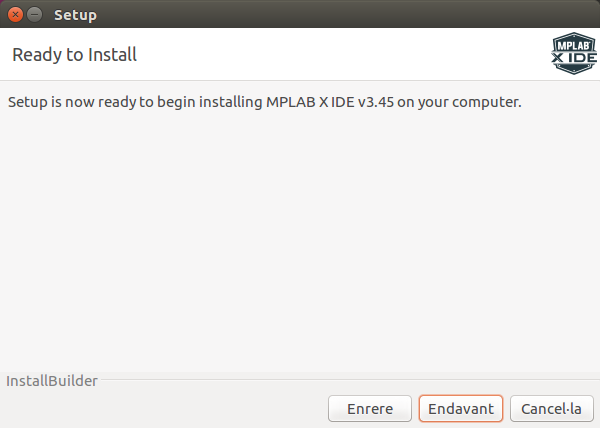 Setup
Ready to Install
MPLAB
X IDE
Setup is now ready to begin installing MPLAB X IDE v3.45 on your computer.
InstallBuilder
Enrere
Endavant
Cancel·la